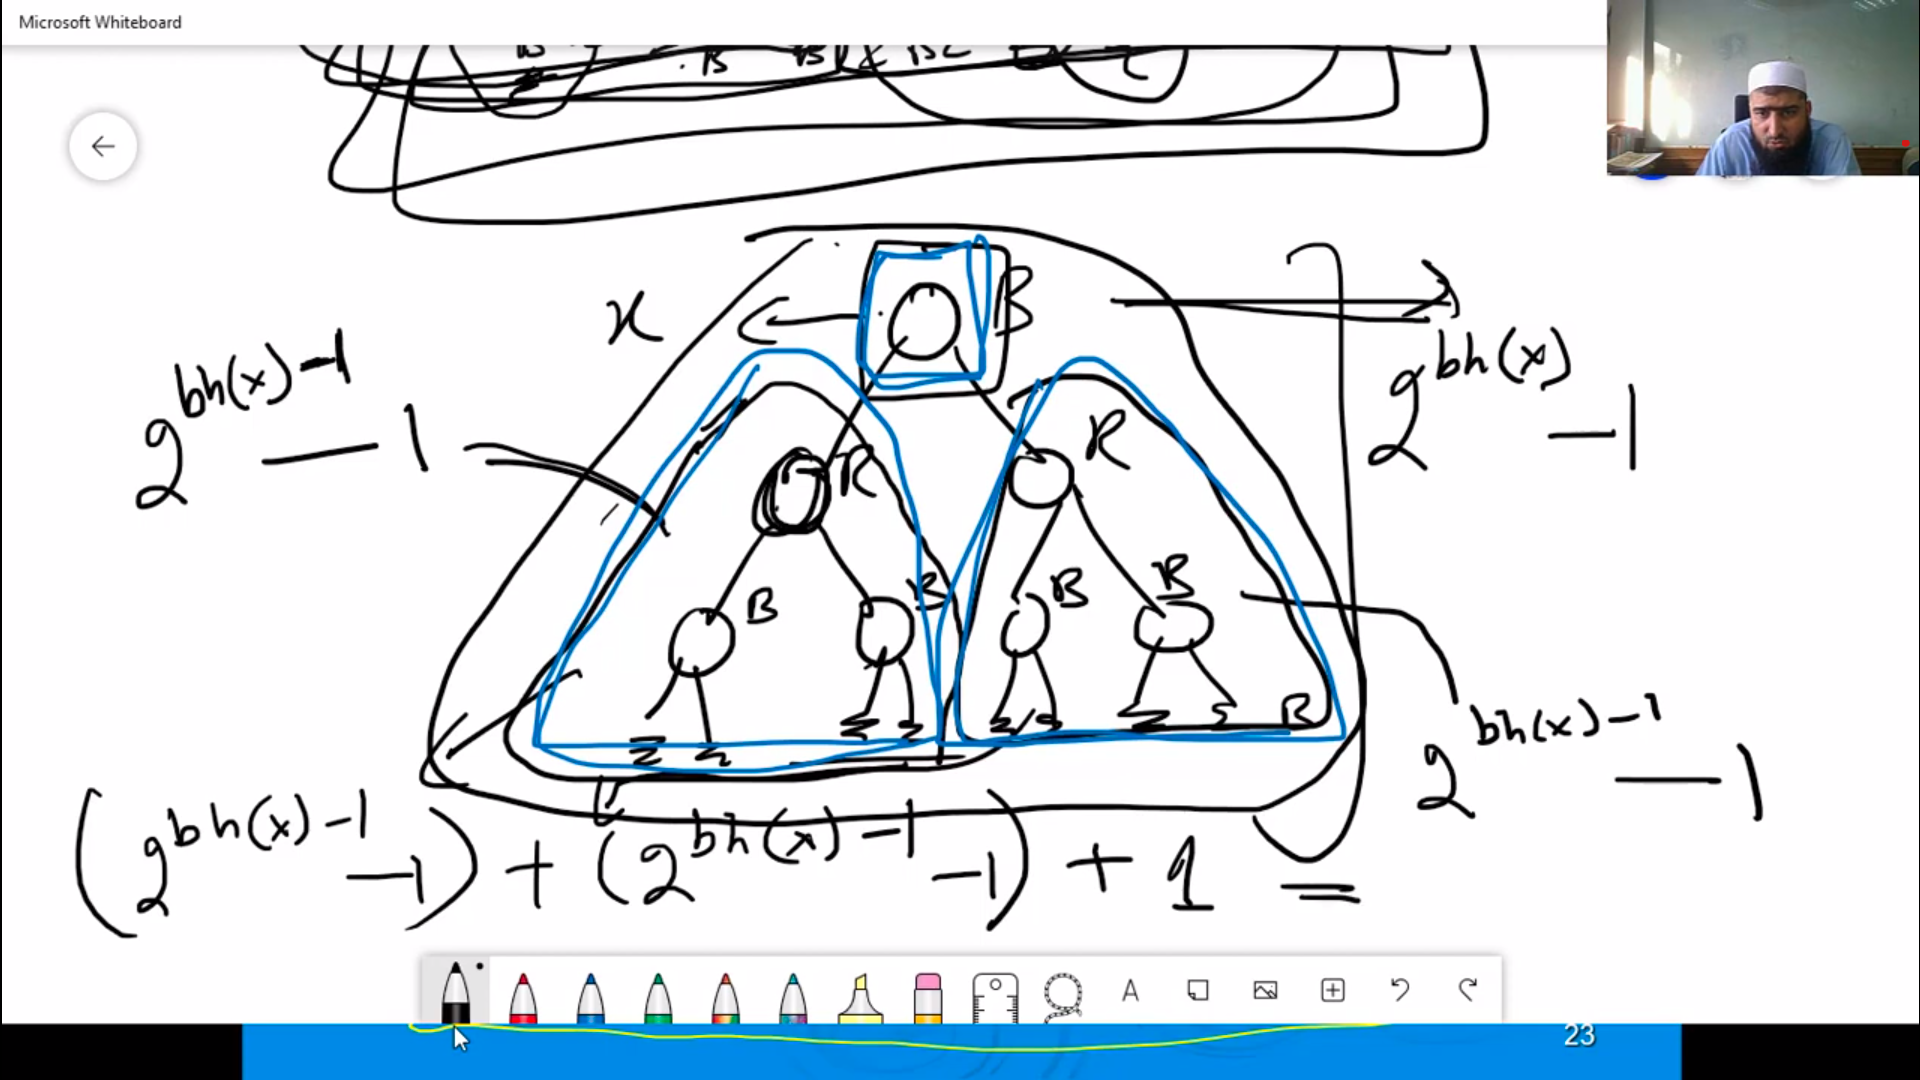 Microsoft Whiteboard
x B
2^{bh(x)-1} - 1
2^{bh(x)} - 1
R R
B B B B
B
2^{bh(x)-1} - 1
(2^{bh(x)-1} - 1) + (2^{bh(x)-1} - 1) + 1 =
A
23